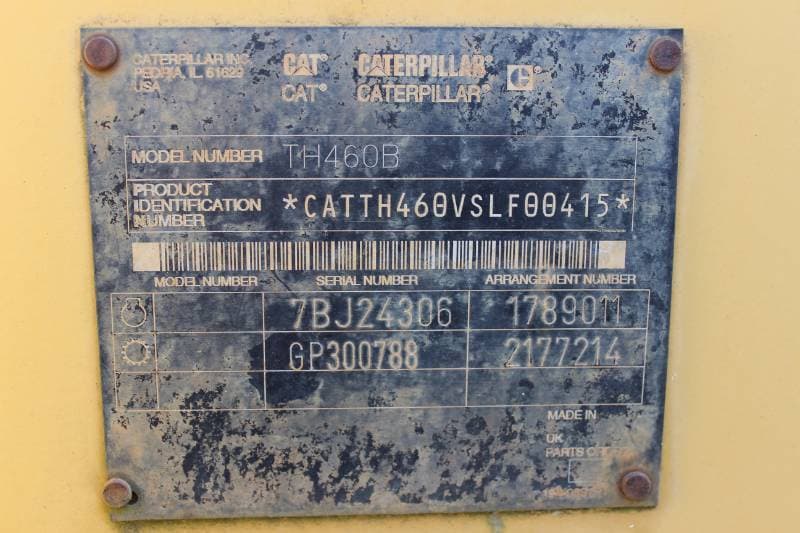 CATERPILLAR INC.
PEORIA, IL. 61629
USA
CAT® CATERPILLAR®
CAT® CATERPILLAR®
MODEL NUMBER TH460B
PRODUCT
IDENTIFICATION
NUMBER
*CATTH460VSLF00415*
MODEL NUMBER SERIAL NUMBER ARRANGEMENT NUMBER
7BJ24306 1789011
GP300788 2177214
MADE IN
UK
PARTS